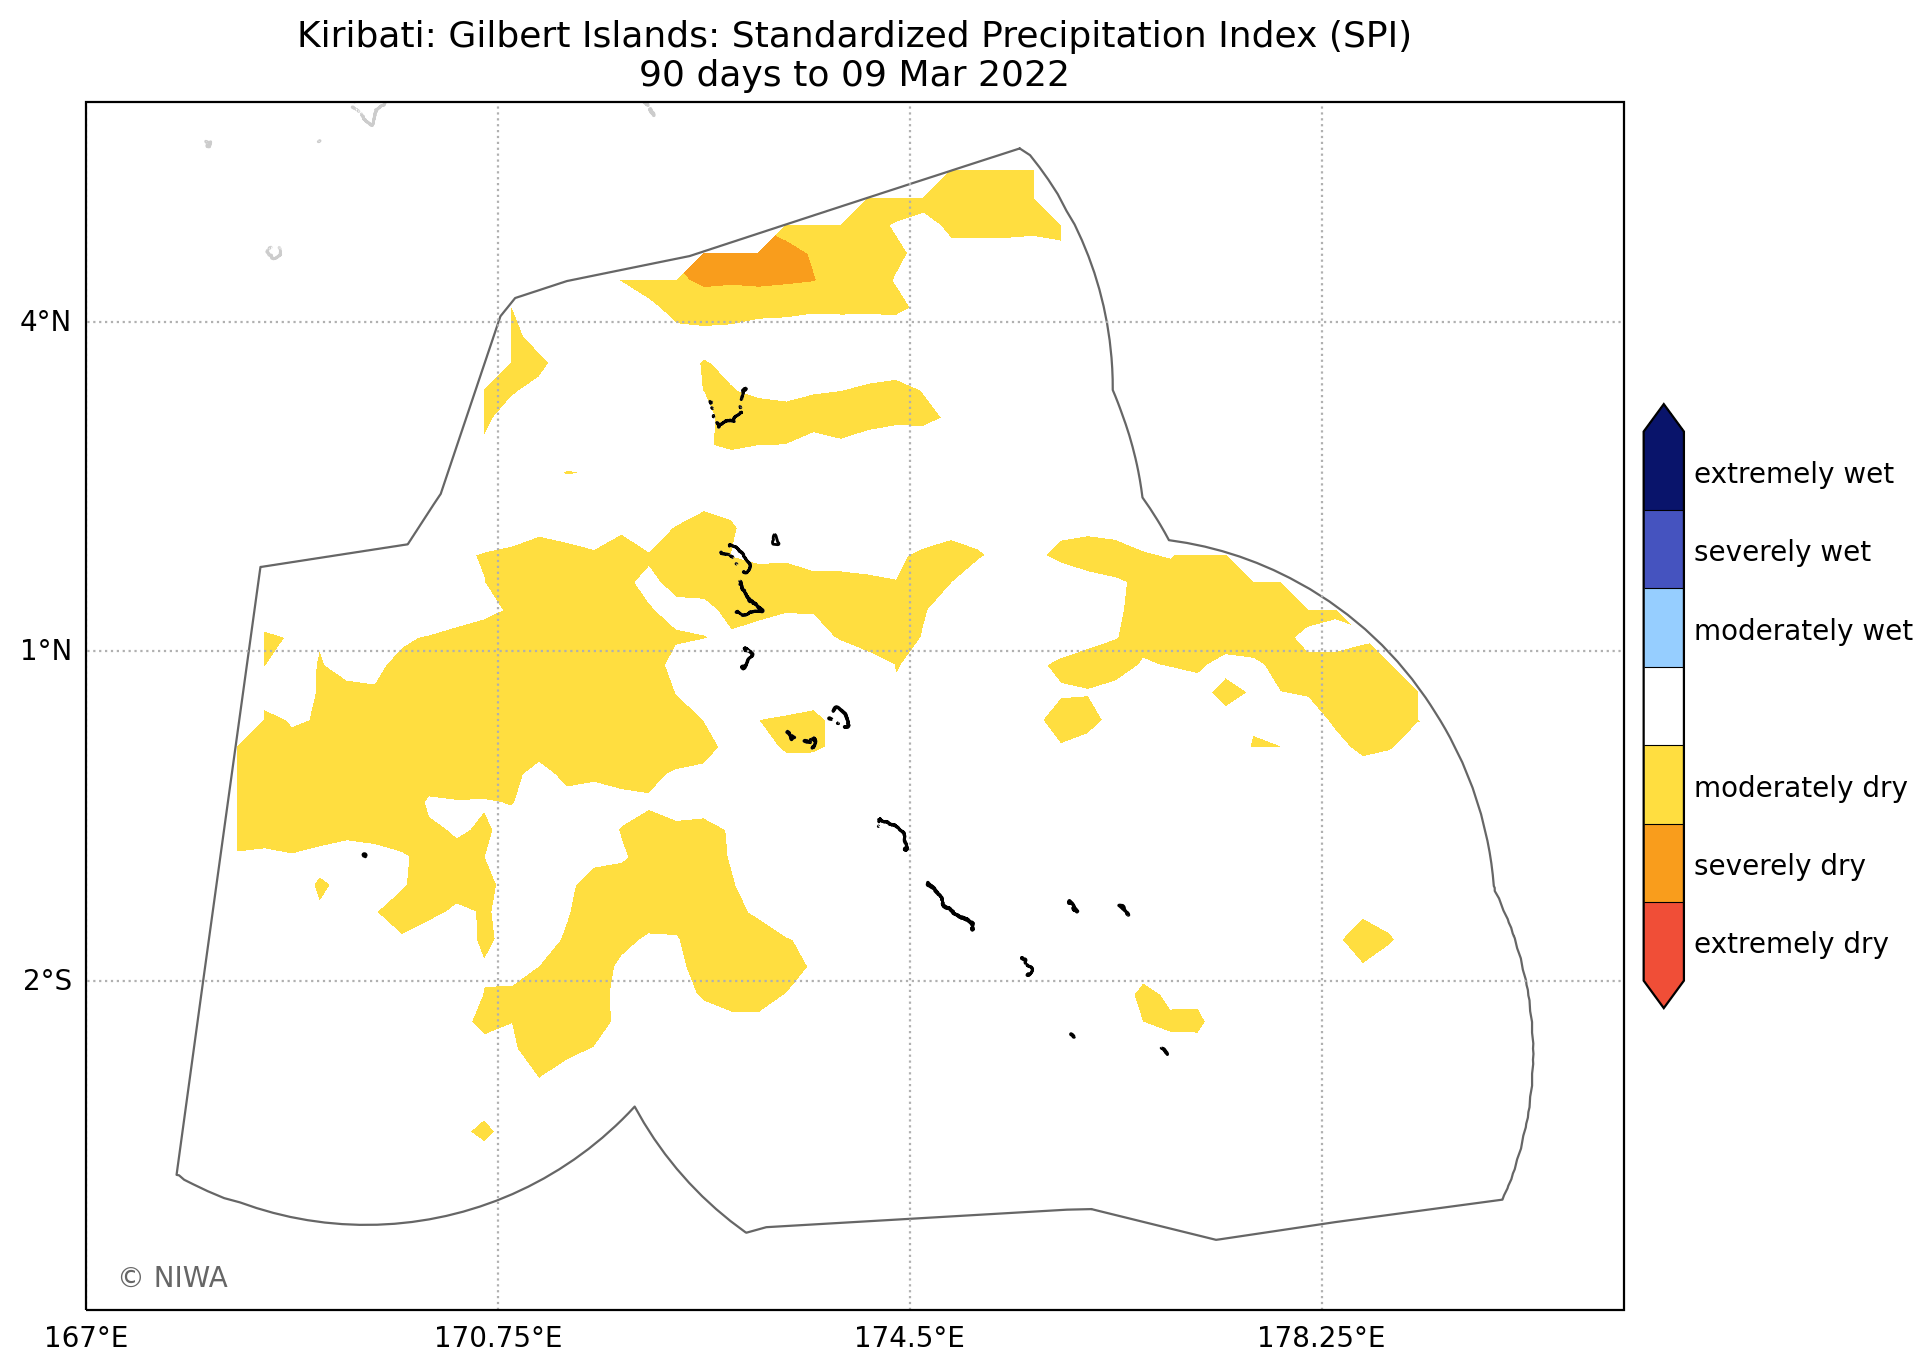 Kiribati: Gilbert Islands: Standardized Precipitation Index (SPI)
90 days to 09 Mar 2022
4°N
1°N
2°S
167°E
170.75°E
174.5°E
178.25°E
extremely wet
severely wet
moderately wet
moderately dry
severely dry
extremely dry
© NIWA